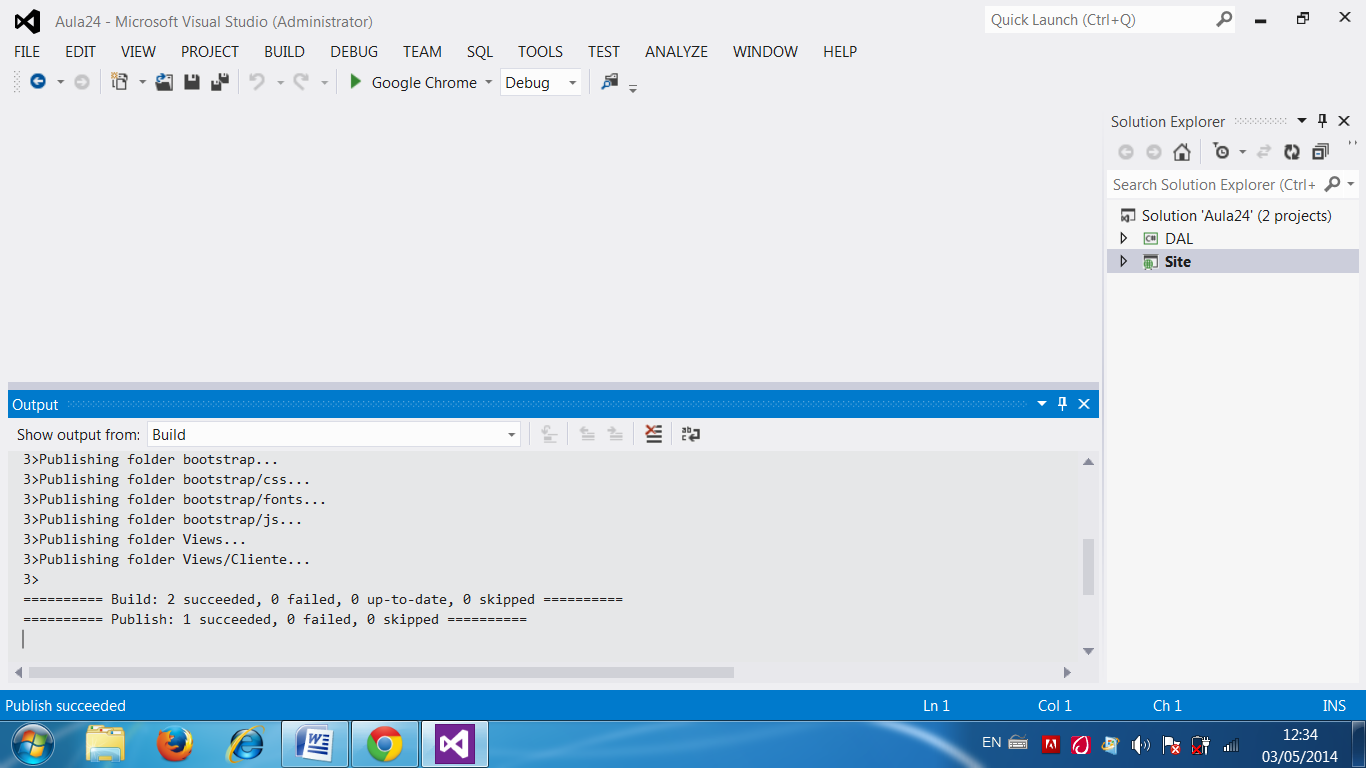 Aula24 - Microsoft Visual Studio (Administrator)
Quick Launch (Ctrl+Q)
FILE EDIT VIEW PROJECT BUILD DEBUG TEAM SQL TOOLS TEST ANALYZE WINDOW HELP
Google Chrome Debug
Solution Explorer
Search Solution Explorer (Ctrl+
Solution 'Aula24' (2 projects)
DAL
Site
Output
Show output from: Build
3>Publishing folder bootstrap...
3>Publishing folder bootstrap/css...
3>Publishing folder bootstrap/fonts...
3>Publishing folder bootstrap/js...
3>Publishing folder Views...
3>Publishing folder Views/Cliente...
3>
========== Build: 2 succeeded, 0 failed, 0 up-to-date, 0 skipped ==========
========== Publish: 1 succeeded, 0 failed, 0 skipped ==========
Publish succeeded Ln 1 Col 1 Ch 1 INS
EN
12:34
03/05/2014